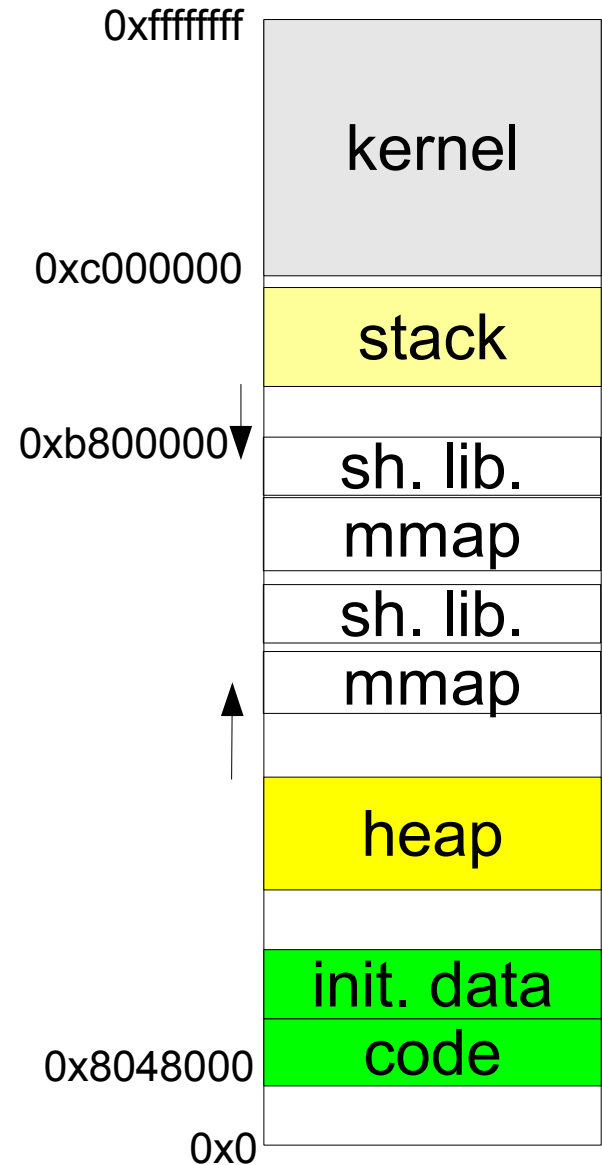 0xffffffff
kernel
0xc000000
stack
0xb800000
sh. lib.
mmap
sh. lib.
mmap
heap
init. data
code
0x8048000
0x0